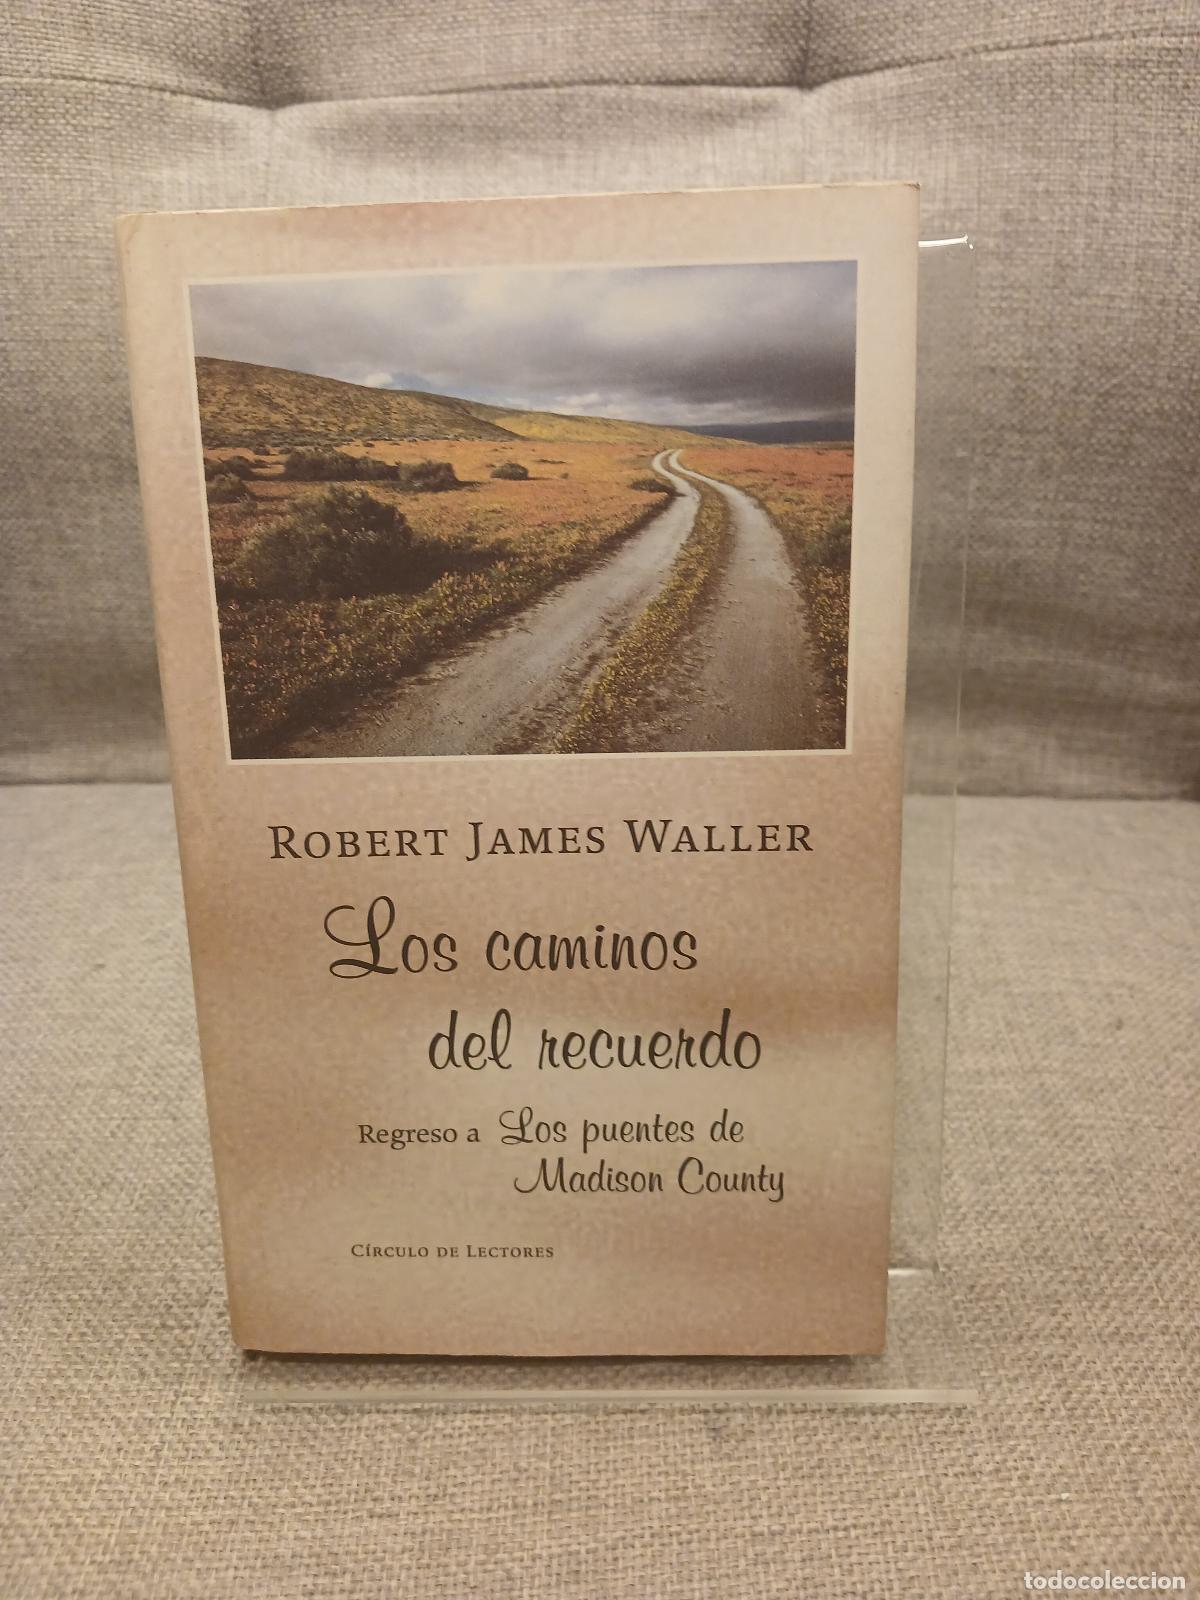 ROBERT JAMES WALLER
Los caminos
del recuerdo
Regreso a Los puentes de
Madison County
CÍRCULO DE LECTORES
todocoleccion